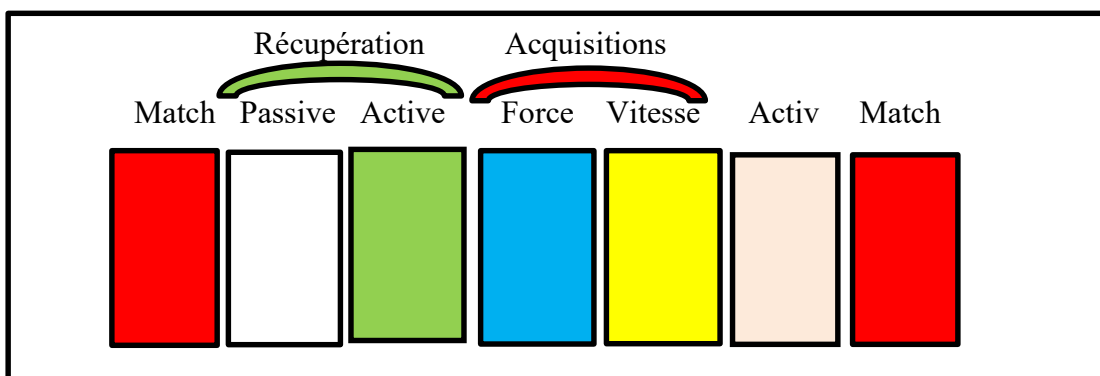 Récupération Acquisitions
Match Passive Active Force Vitesse Activ Match